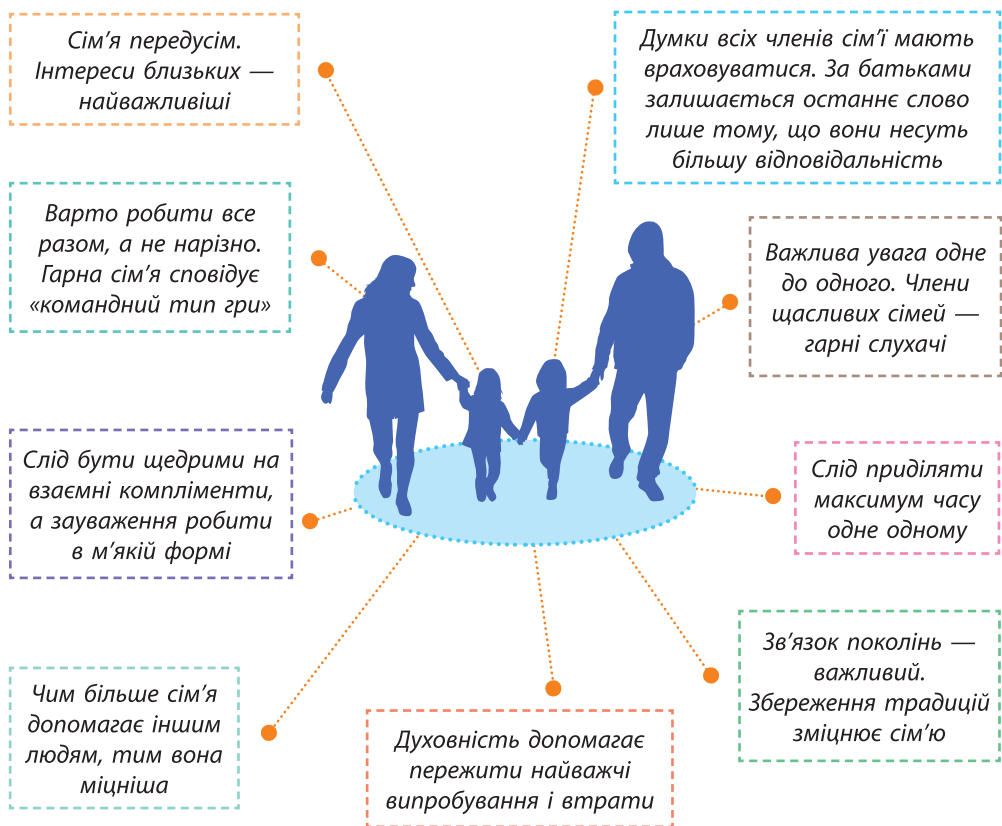 Сім’я передусім.
Інтереси близьких —
найважливіші
Думки всіх членів сім’ї мають
враховуватися. За батьками
залишається останнє слово
лише тому, що вони несуть
більшу відповідальність
Варто робити все
разом, а не нарізно.
Гарна сім’я сповідує
«командний тип гри»
Важлива увага одне
до одного. Члени
щасливих сімей —
гарні слухачі
Слід бути щедрими на
взаємні компліменти,
а зауваження робити
в м’якій формі
Слід приділяти
максимум часу
одне одному
Чим більше сім’я
допомагає іншим
людям, тим вона
міцніша
Духовність допомагає
пережити найважчі
випробування і втрати
Зв’язок поколінь —
важливий.
Збереження традицій
зміцнює сім’ю